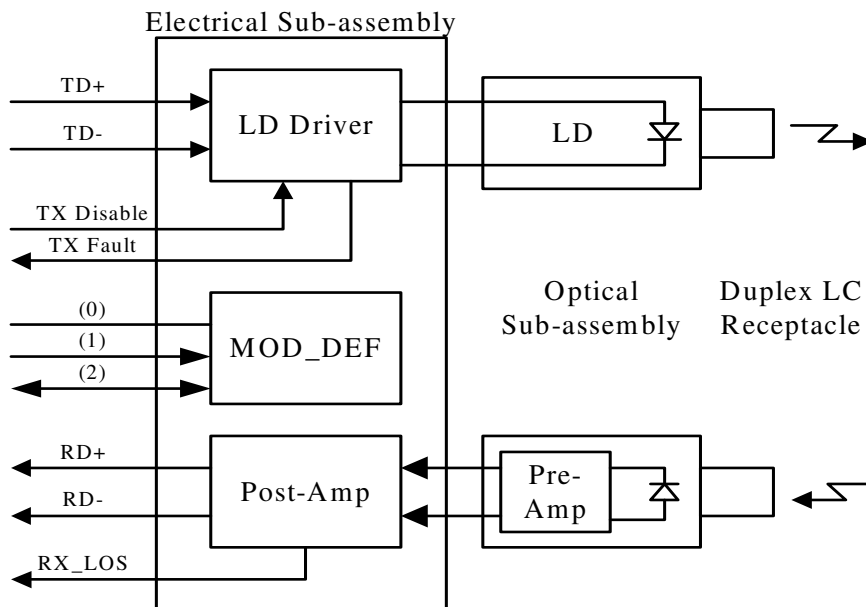 Electrical Sub-assembly
TD+
TD-
LD Driver
LD
TX Disable
TX Fault
Optical
Sub-assembly
Duplex LC
Receptacle
(0)
(1)
(2)
MOD_DEF
RD+
RD-
RX_LOS
Post-Amp
Pre-
Amp